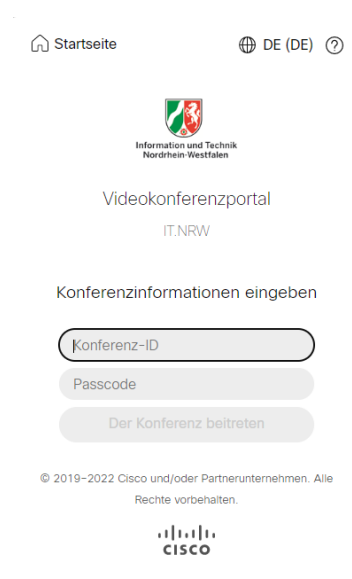 Startseite DE (DE) ?
Information und Technik
Nordrhein-Westfalen
Videokonferenzportal
IT.NRW
Konferenzinformationen eingeben
Konferenz-ID
Passcode
Der Konferenz beitreten
© 2019-2022 Cisco und/oder Partnerunternehmen. Alle
Rechte vorbehalten.
CISCO